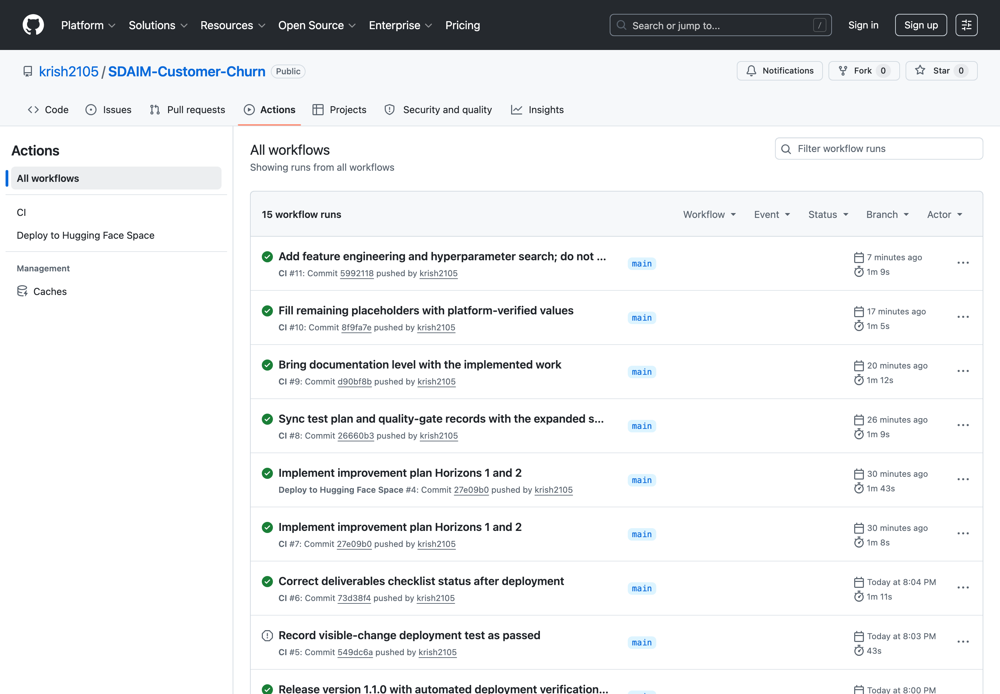 Platform Solutions Resources Open Source Enterprise Pricing Search or jump to... / Sign in Sign up
krish2105 / SDAIM-Customer-Churn Public Notifications Fork 0 Star 0
Code Issues Pull requests Actions Projects Security and quality Insights
Actions
All workflows
CI
Deploy to Hugging Face Space
Management
Caches
All workflows
Filter workflow runs
Showing runs from all workflows
15 workflow runs Workflow Event Status Branch Actor
Add feature engineering and hyperparameter search; do not ...
CI #11: Commit 5992118 pushed by krish2105
main
7 minutes ago
1m 9s
Fill remaining placeholders with platform-verified values
CI #10: Commit 8f9fa7e pushed by krish2105
main
17 minutes ago
1m 5s
Bring documentation level with the implemented work
CI #9: Commit d90bf8b pushed by krish2105
main
20 minutes ago
1m 12s
Sync test plan and quality-gate records with the expanded s...
CI #8: Commit 26660b3 pushed by krish2105
main
26 minutes ago
1m 9s
Implement improvement plan Horizons 1 and 2
Deploy to Hugging Face Space #4: Commit 27e09b0 pushed by krish2105
main
30 minutes ago
1m 43s
Implement improvement plan Horizons 1 and 2
CI #7: Commit 27e09b0 pushed by krish2105
main
30 minutes ago
1m 8s
Correct deliverables checklist status after deployment
CI #6: Commit 73d38f4 pushed by krish2105
main
Today at 8:04 PM
1m 11s
Record visible-change deployment test as passed
CI #5: Commit 549dc6a pushed by krish2105
main
Today at 8:03 PM
43s
Release version 1.1.0 with automated deployment verification...
Today at 8:00 PM